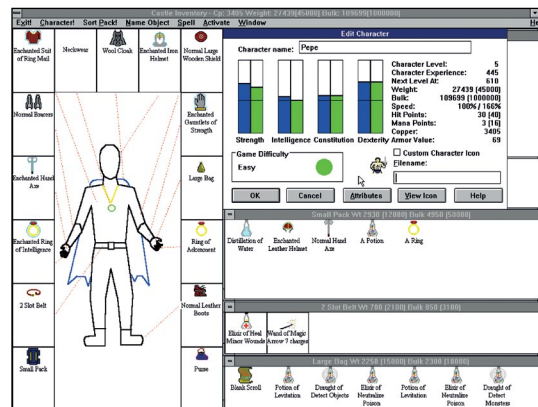 Castle Inventory - Cp: 3405 Weight: 27439(45000) Bulk: 109699(1000000)
Exit! Character! Sort Pack! Name Object Spell Activate Window
Enchanted Suit
of Ring Mail
Neckwear
Wool Cloak
Enchanted Iron
Helmet
Normal Large
Wooden Shield
Normal Bracers
Enchanted
Gauntlets of
Strength
Enchanted Hand
Axe
Large Bag
Enchanted Ring
of Intelligence
Ring of
Adornment
2 Slot Belt
Normal Leather
Boots
Small Pack
Purse
Edit Character
Character name: Pepe
Character Level: 5
Character Experience: 445
Next Level At: 610
Weight: 27439 (45000)
Bulk: 109699 (1000000)
Speed: 100% / 166%
Hit Points: 30 (40)
Mana Points: 3 (16)
Copper: 3405
Armor Value: 69
Strength Intelligence Constitution Dexterity
Game Difficulty
Easy
Custom Character Icon
Filename:
OK Cancel Attributes View Icon Help
Small Pack Wt 2930 (12000) Bulk 4950 (50000)
Distillation of
Water
Enchanted
Leather Helmet
Normal Hand
Axe
A Potion
A Ring
2 Slot Belt Wt 700 (2100) Bulk 850 (3100)
Elixir of Heal
Minor Wounds
Wand of Magic
Arrow 7 charges
Blank Scroll
Potion of
Levitation
Draught of
Detect Objects
Elixir of
Neutralize
Poison
Potion of
Levitation
Elixir of
Neutralize
Poison
Draught of
Detect
Monsters